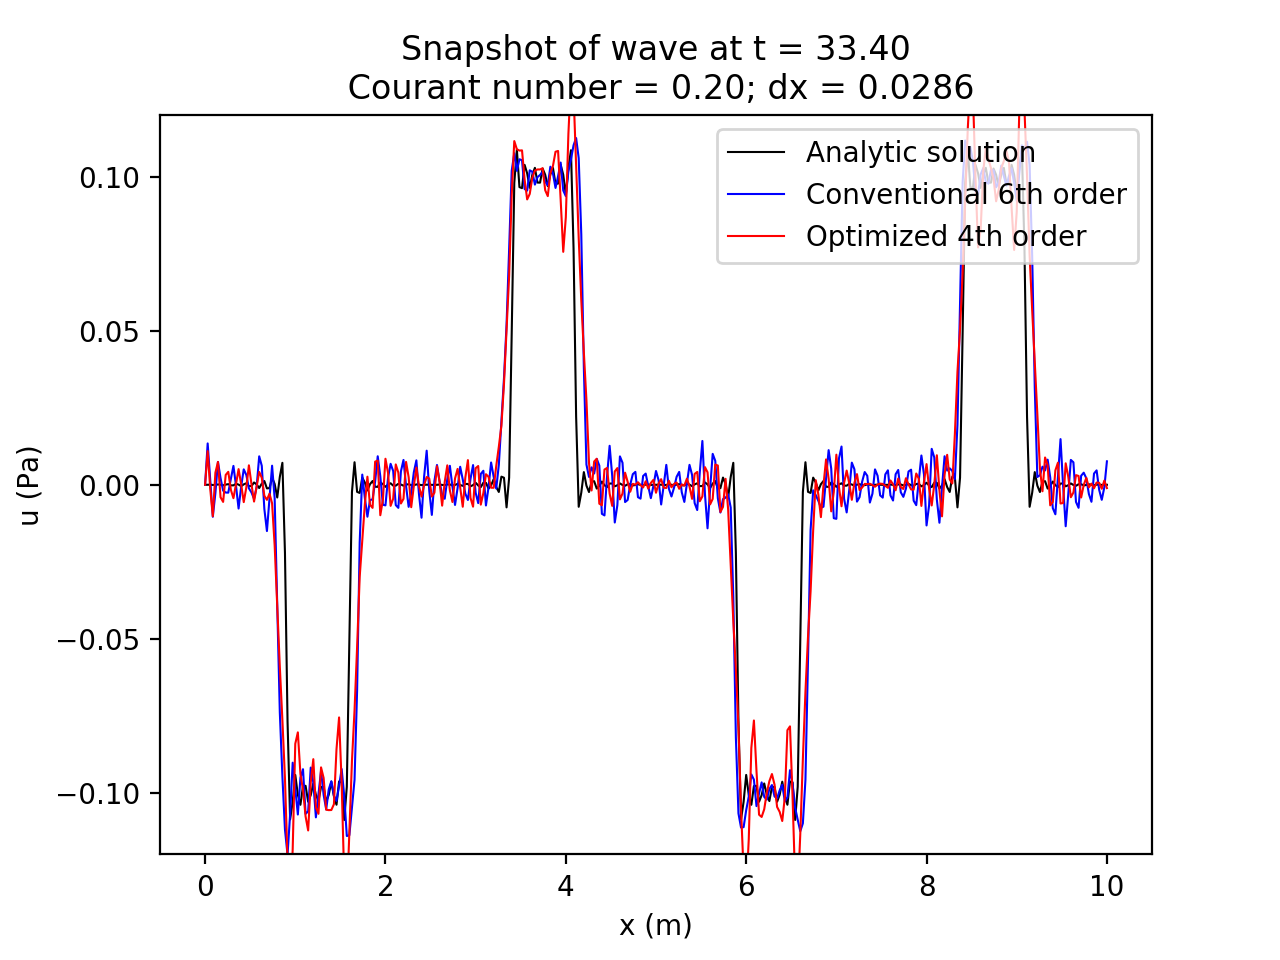 Snapshot of wave at t = 33.40
Courant number = 0.20; dx = 0.0286
Analytic solution
Conventional 6th order
Optimized 4th order
0.10
0.05
0.00
−0.05
−0.10
u (Pa)
0 2 4 6 8 10
x (m)